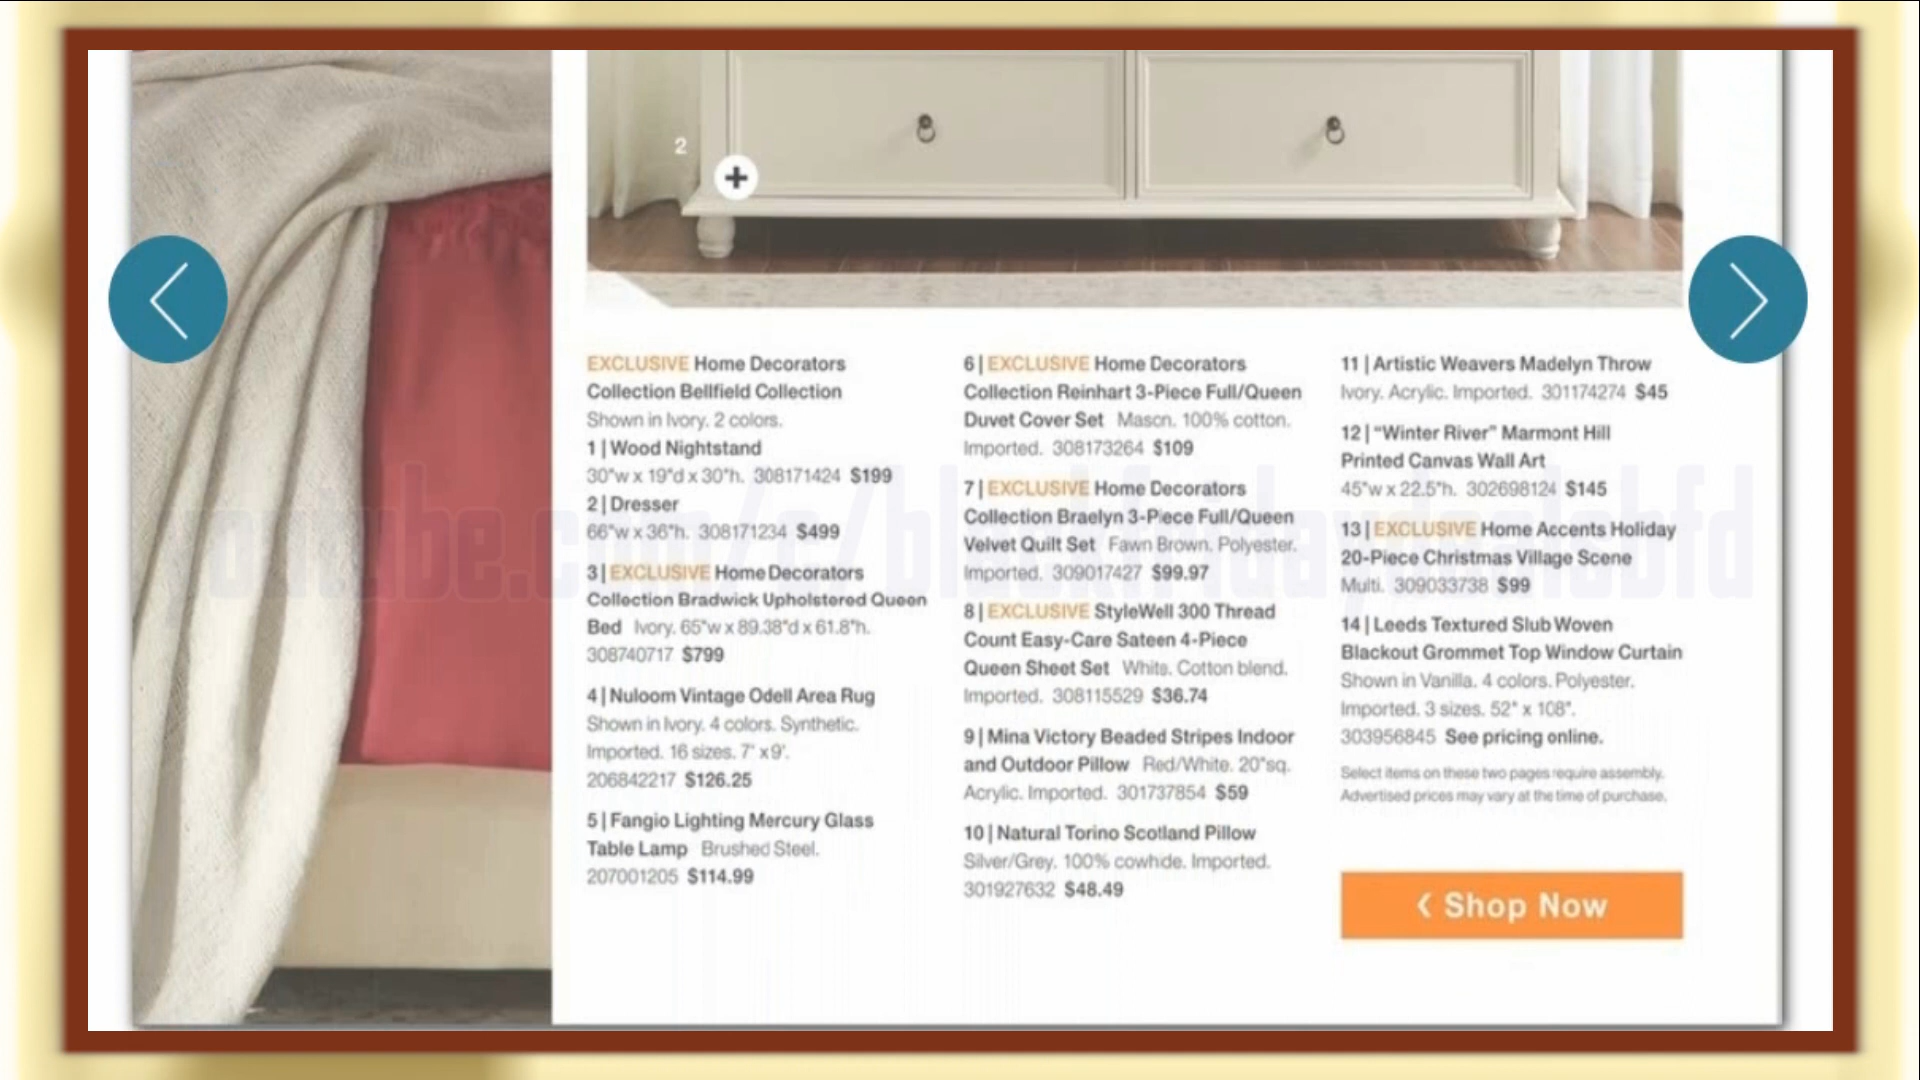 2
EXCLUSIVE Home Decorators
Collection Bellfield Collection
Shown in Ivory. 2 colors.
1 | Wood Nightstand
30"w x 19"d x 30"h. 308171424 $199
2 | Dresser
66"w x 36"h. 308171234 $499
3 | EXCLUSIVE Home Decorators
Collection Bradwick Upholstered Queen
Bed Ivory. 65"w x 89.38"d x 61.8"h.
308740717 $799
4 | Nuloom Vintage Odell Area Rug
Shown in Ivory. 4 colors. Synthetic.
Imported. 16 sizes. 7' x 9'.
206842217 $126.25
5 | Fangio Lighting Mercury Glass
Table Lamp Brushed Steel.
207001205 $114.99
6 | EXCLUSIVE Home Decorators
Collection Reinhart 3-Piece Full/Queen
Duvet Cover Set Mascn. 100% cotton.
Imported. 308173264 $109
7 | EXCLUSIVE Home Decorators
Collection Braelyn 3-Piece Full/Queen
Velvet Quilt Set Fawn Brown. Polyester.
Imported. 309017427 $99.97
8 | EXCLUSIVE StyleWell 300 Thread
Count Easy-Care Sateen 4-Piece
Queen Sheet Set White. Cotton blend.
Imported. 308115529 $36.74
9 | Mina Victory Beaded Stripes Indoor
and Outdoor Pillow Red/White. 20"sq.
Acrylic. Imported. 301737854 $59
10 | Natural Torino Scotland Pillow
Silver/Grey. 100% cowhide. Imported.
301927632 $48.49
11 | Artistic Weavers Madelyn Throw
Ivory. Acrylic. Imported. 301174274 $45
12 | “Winter River” Marmont Hill
Printed Canvas Wall Art
45"w x 22.5"h. 302698124 $145
13 | EXCLUSIVE Home Accents Holiday
20-Piece Christmas Village Scene
Multi. 309033738 $99
14 | Leeds Textured Slub Woven
Blackout Grommet Top Window Curtain
Shown in Vanilla. 4 colors. Polyester.
Imported. 3 sizes. 52" x 108".
303956845 See pricing online.
Select items on these two pages require assembly.
Advertised prices may vary at the time of purchase.
Shop Now